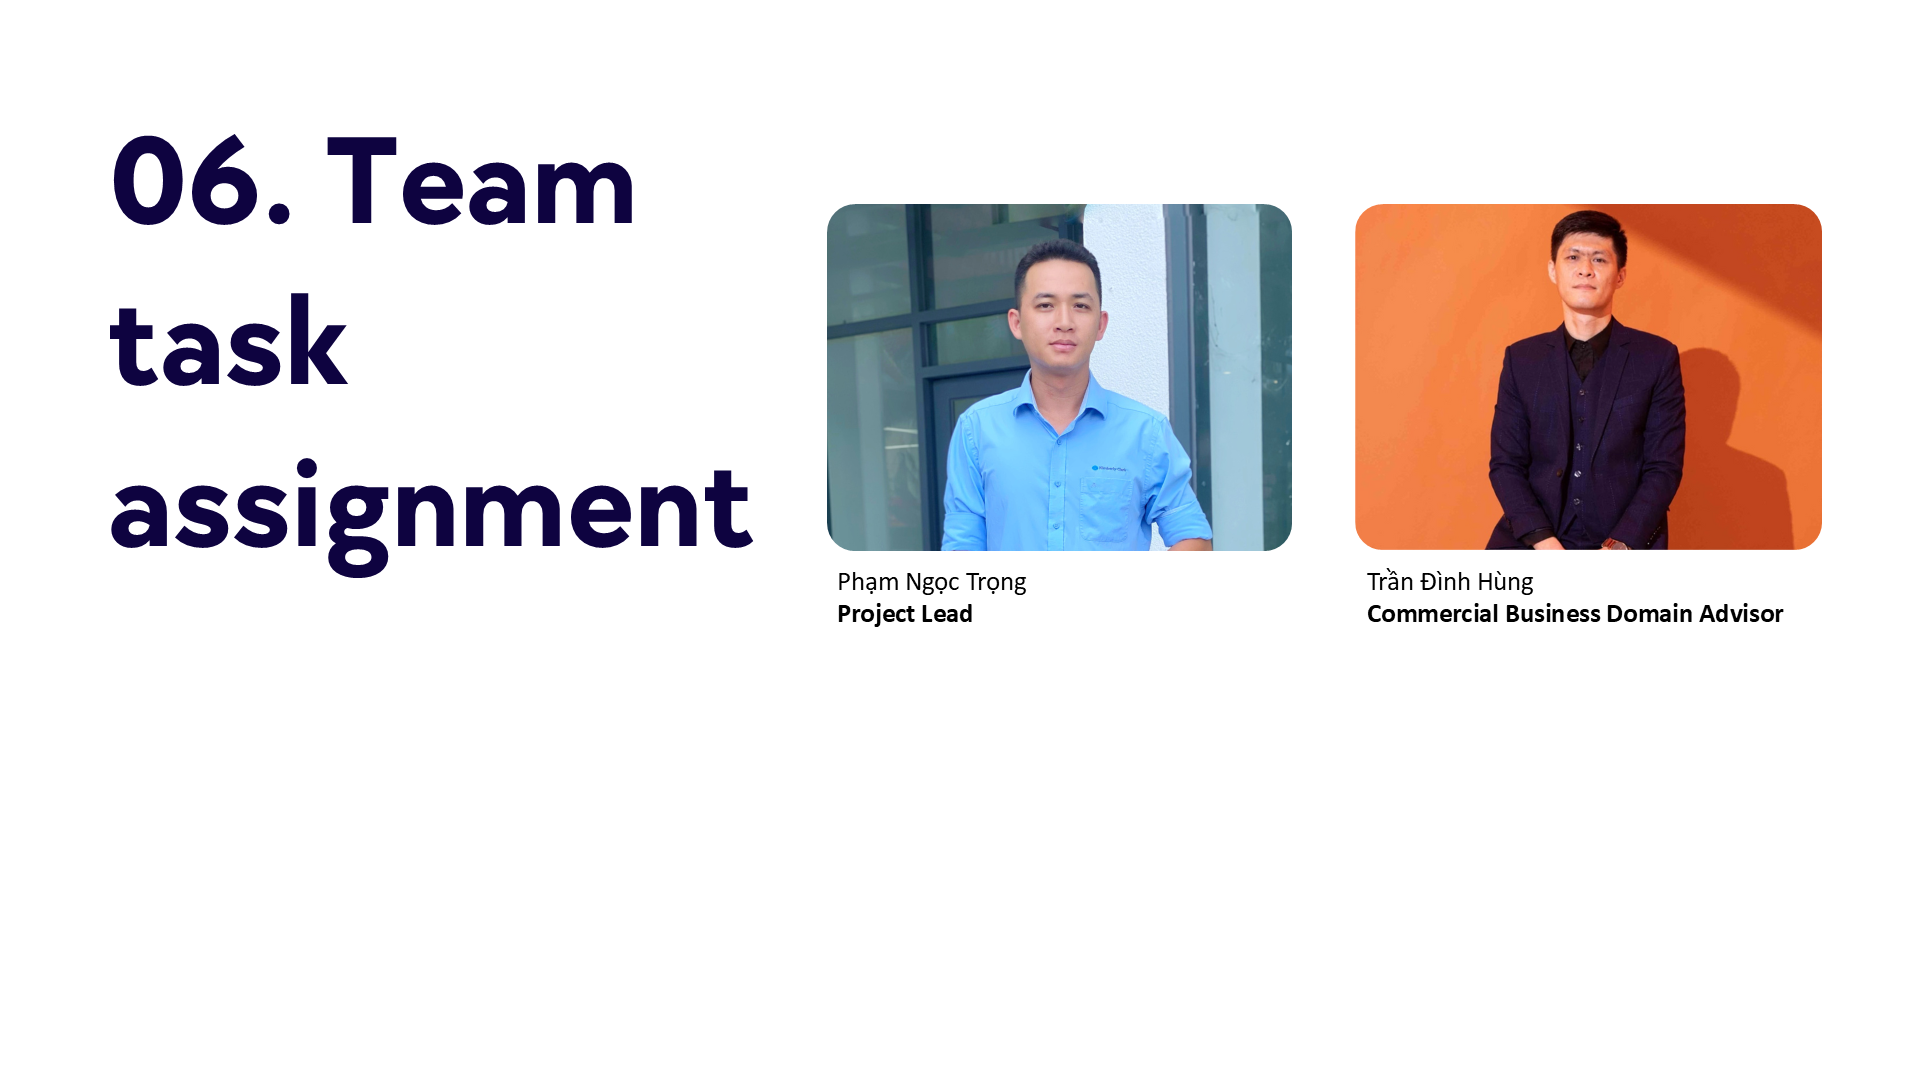 06. Team
task
assignment
Phạm Ngọc Trọng
Project Lead
Trần Đình Hùng
Commercial Business Domain Advisor